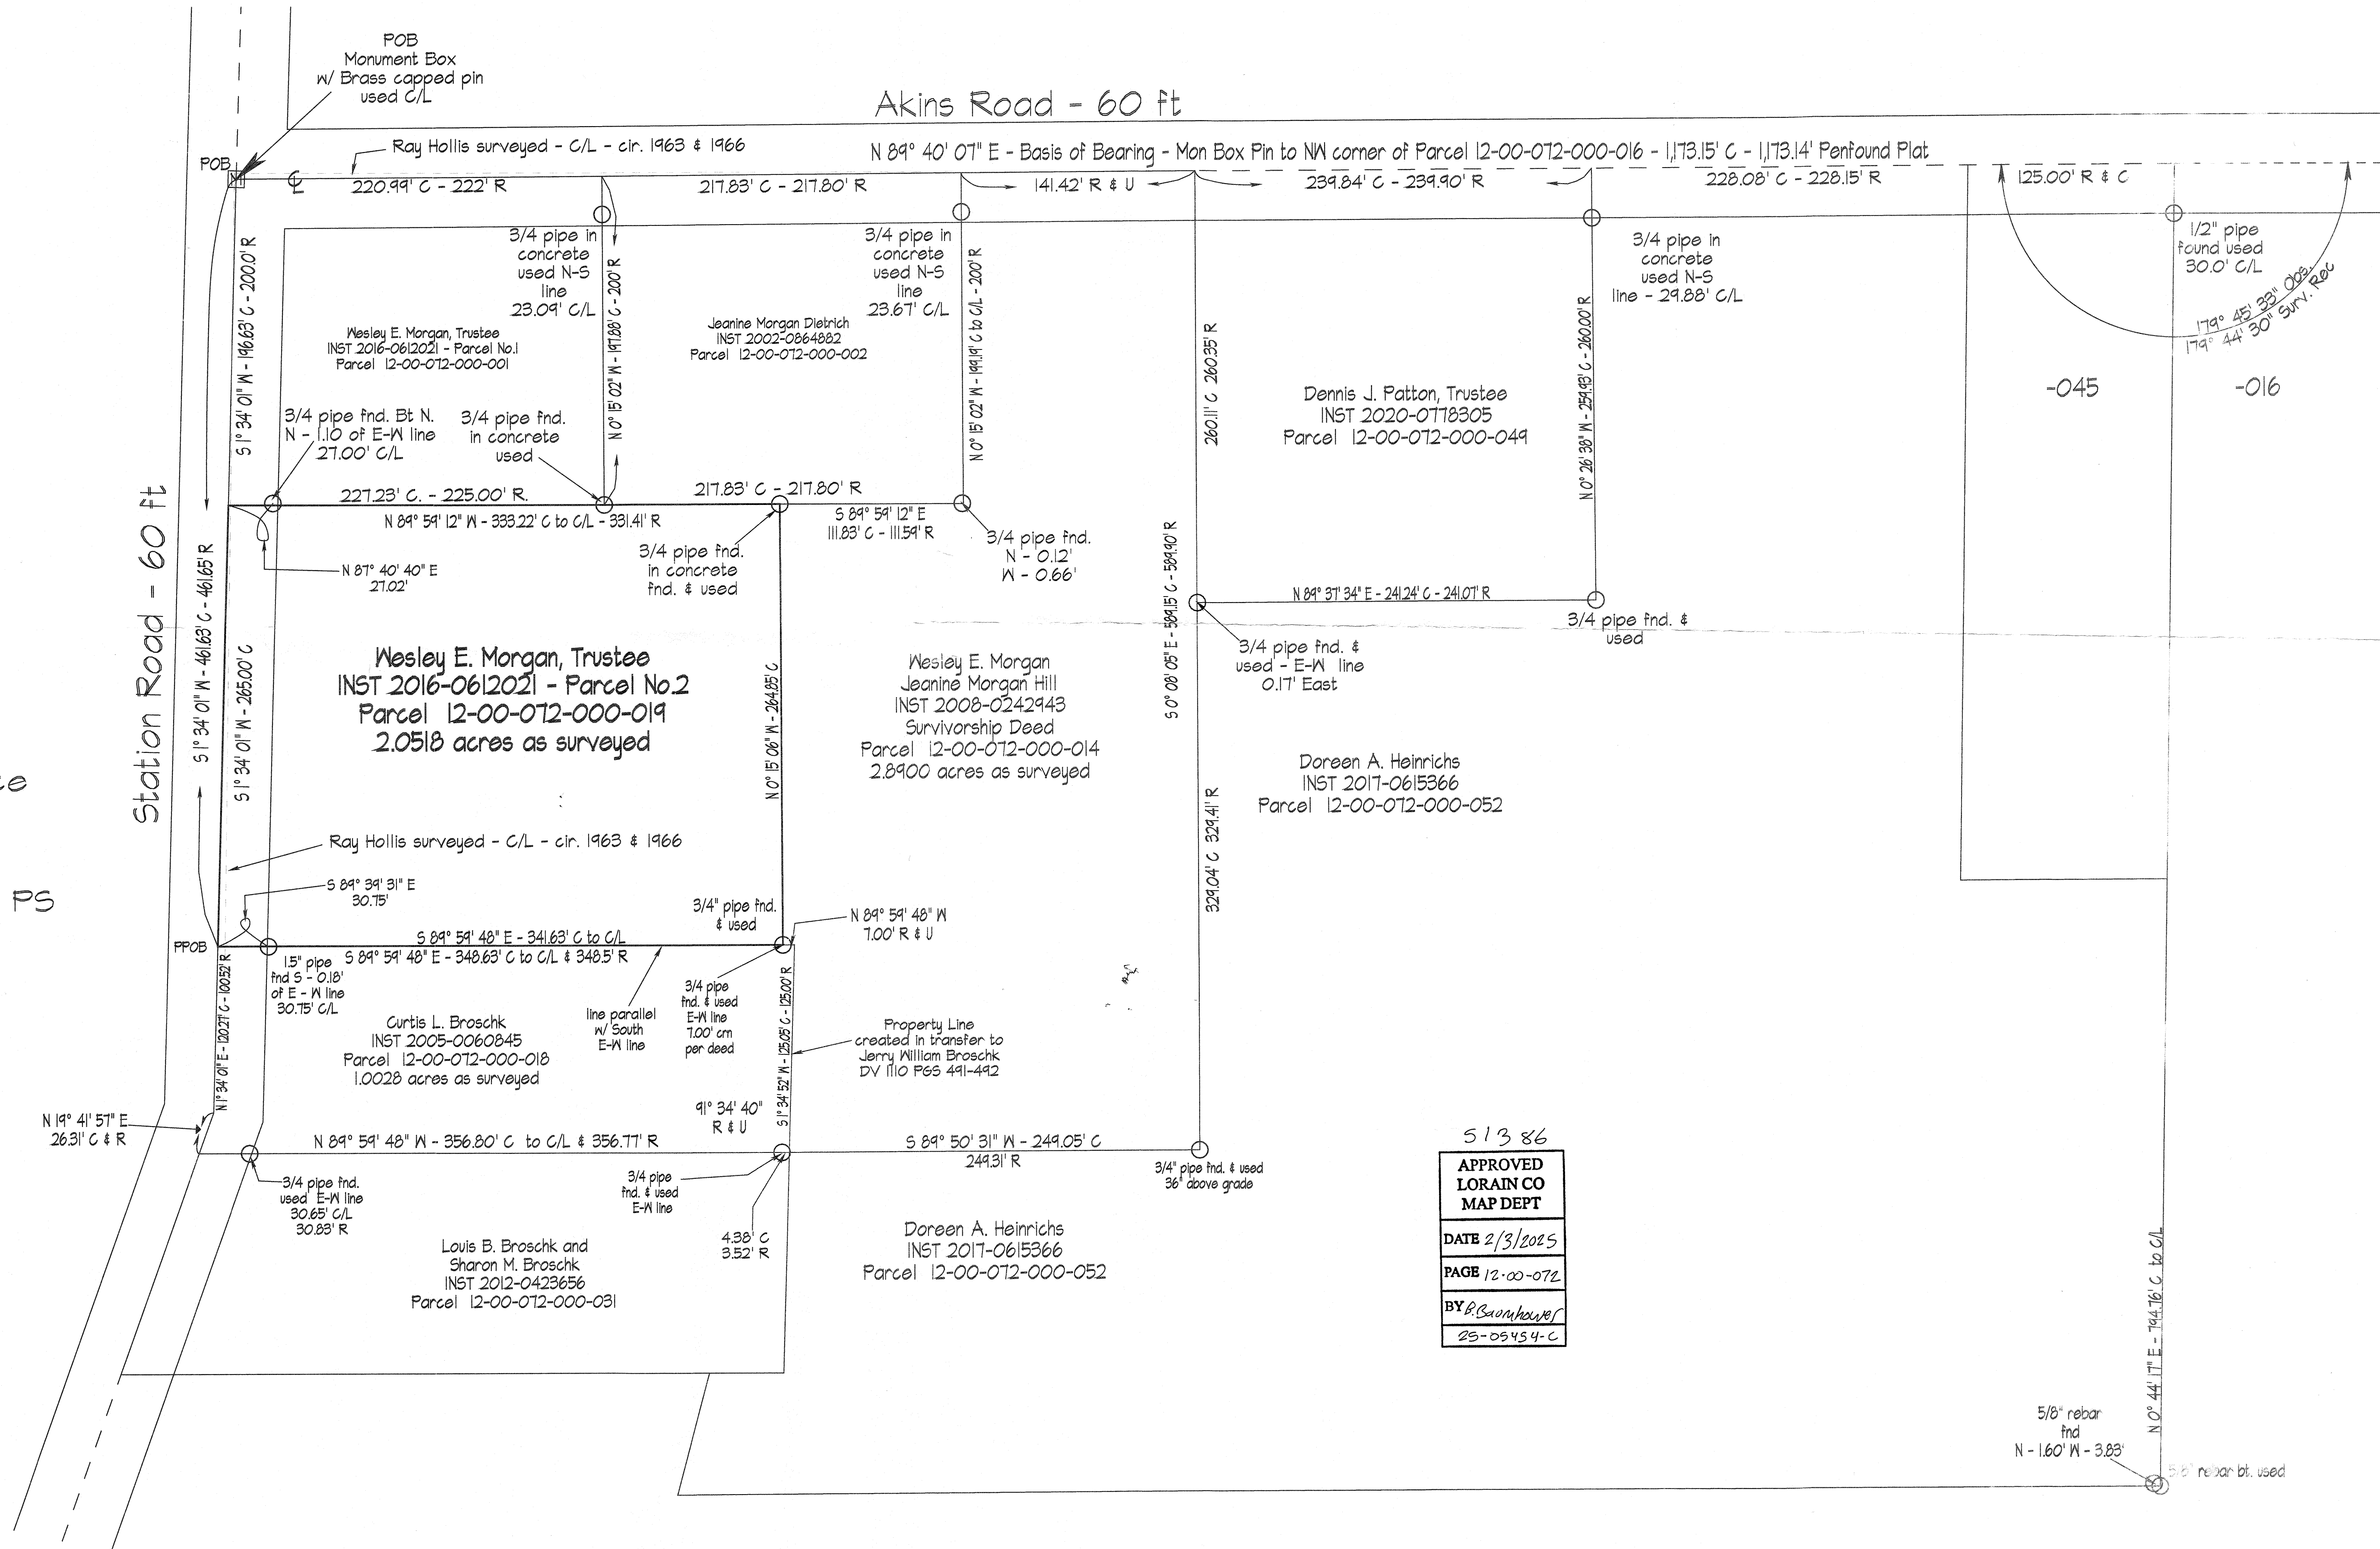 POB
Monument Box
w/ Brass capped pin
used C/L
Akins Road - 60 ft
POB
Ray Hollis surveyed - C/L - cir. 1963 & 1966
N 89° 40' 07" E - Basis of Bearing - Mon Box Pin to NW corner of Parcel 12-00-072-000-016 - 1,173.15' C - 1,173.14' Penfound Plat
CL
220.99' C - 222' R
217.83' C - 217.80' R
141.42' R & U
239.84' C - 239.90' R
228.08' C - 228.15' R
125.00' R & C
S 1° 34' 01" W - 196.63' C - 200.0' R
3/4 pipe in
concrete
used N-S
line
23.09' C/L
N 0° 15' 02" W - 197.88' C - 200' R
3/4 pipe in
concrete
used N-S
line
23.67' C/L
N 0° 15' 02" W - 199.19' C to C/L - 200' R
260.11' C 260.35' R
N 0° 26' 38" W - 259.93' C - 260.00' R
3/4 pipe in
concrete
used N-S
line - 29.88' C/L
1/2" pipe
found used
30.0' C/L
179° 45' 33" Obs.
179° 44' 30" Surv. Rec
-045
-016
Wesley E. Morgan, Trustee
INST 2016-0612021 - Parcel No.1
Parcel 12-00-072-000-001
Jeanine Morgan Dietrich
INST 2002-0864882
Parcel 12-00-072-000-002
Dennis J. Patton, Trustee
INST 2020-0778305
Parcel 12-00-072-000-049
3/4 pipe fnd. Bt N.
N - 1.10 of E-W line
27.00' C/L
3/4 pipe fnd.
in concrete
used
227.23' C. - 225.00' R.
217.83' C - 217.80' R
N 89° 59' 12" W - 333.22' C to C/L - 331.41' R
S 89° 59' 12" E
111.83' C - 111.59' R
N 87° 40' 40" E
27.02'
3/4 pipe fnd.
in concrete
fnd. & used
3/4 pipe fnd.
N - 0.12'
W - 0.66'
Station Road - 60 ft
S 1° 34' 01" W - 461.63' C - 461.65' R
S 1° 34' 01" W - 265.00' C
N 0° 15' 06" W - 264.85' C
S 0° 08' 05" E - 589.15' C - 589.90' R
N 89° 37' 34" E - 241.24' C - 241.07' R
3/4 pipe fnd. &
used
3/4 pipe fnd. &
used - E-W line
0.17' East
Wesley E. Morgan, Trustee
INST 2016-0612021 - Parcel No.2
Parcel 12-00-072-000-019
2.0518 acres as surveyed
Wesley E. Morgan
Jeanine Morgan Hill
INST 2008-0242943
Survivorship Deed
Parcel 12-00-072-000-014
2.8900 acres as surveyed
Doreen A. Heinrichs
INST 2017-0615366
Parcel 12-00-072-000-052
329.04' C 329.41' R
PS
Ray Hollis surveyed - C/L - cir. 1963 & 1966
S 89° 39' 31" E
30.75'
3/4" pipe fnd.
& used
N 89° 59' 48" W
7.00' R & U
PPOB
S 89° 59' 48" E - 341.63' C to C/L
S 89° 59' 48" E - 348.63' C to C/L & 348.5' R
1.5" pipe
fnd S - 0.18'
of E - W line
30.75' C/L
N 1° 34' 01" E - 120.27' C - 100.52' R
Curtis L. Broschk
INST 2005-0060845
Parcel 12-00-072-000-018
1.0028 acres as surveyed
line parallel
w/ South
E-W line
3/4 pipe
fnd. & used
E-W line
7.00' cm
per deed
S 1° 34' 52" W - 125.05' C - 125.00' R
Property Line
created in transfer to
Jerry William Broschk
DV 1110 PGS 491-492
91° 34' 40"
R & U
N 19° 41' 57" E
26.31' C & R
N 89° 59' 48" W - 356.80' C to C/L & 356.77' R
S 89° 50' 31" W - 249.05' C
249.31' R
3/4" pipe fnd. & used
36" above grade
3/4 pipe fnd.
used E-W line
30.65' C/L
30.83' R
3/4 pipe
fnd. & used
E-W line
4.38' C
3.52' R
Louis B. Broschk and
Sharon M. Broschk
INST 2012-0423656
Parcel 12-00-072-000-031
Doreen A. Heinrichs
INST 2017-0615366
Parcel 12-00-072-000-052
51386
APPROVED
LORAIN CO
MAP DEPT
DATE 2/3/2025
PAGE 12-00-072
BY B. Baumhower
25-05454-C
N 0° 44' 17" E - 794.76' C to C/L
5/8" rebar
fnd
N - 1.60' W - 3.83'
5/8" rebar bt. used